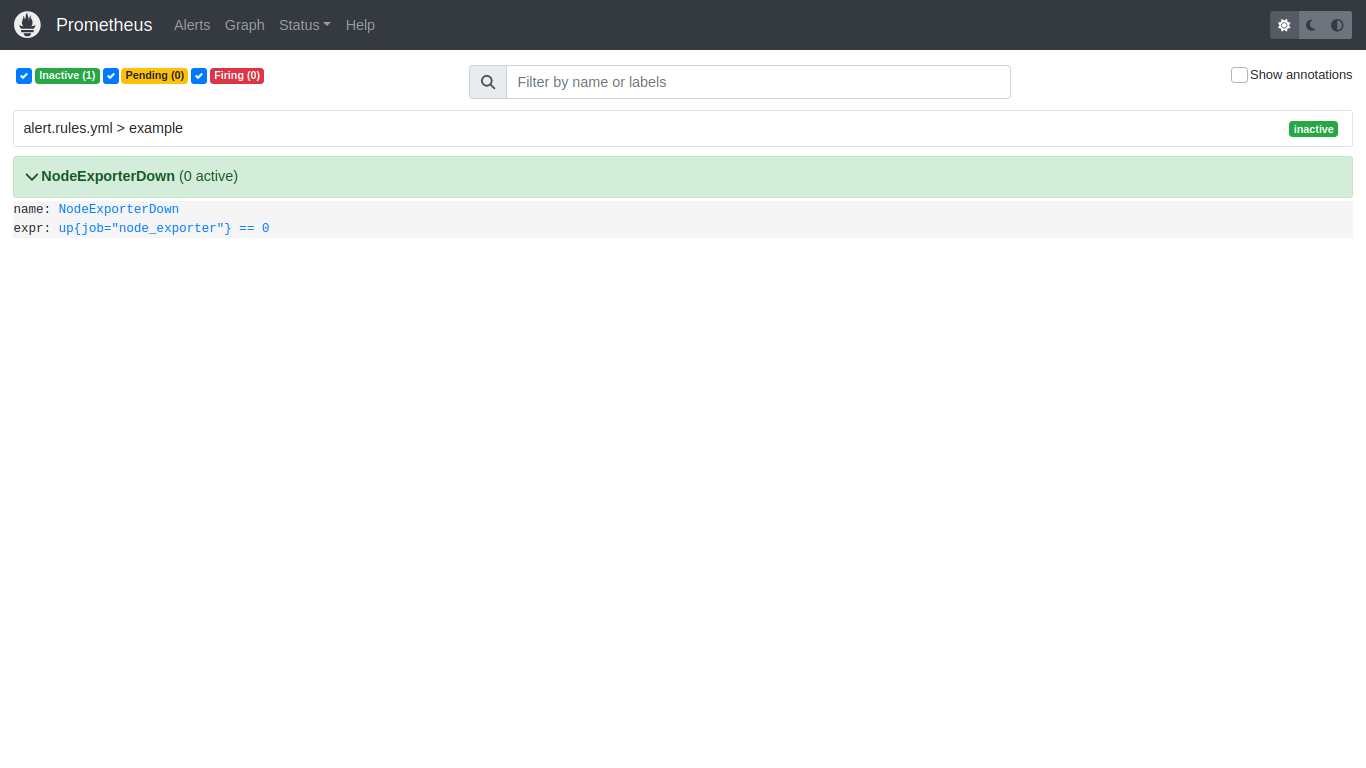 Prometheus Alerts Graph Status Help
Inactive (1) Pending (0) Firing (0) Filter by name or labels Show annotations
alert.rules.yml > example inactive
NodeExporterDown (0 active)
name: NodeExporterDown
expr: up{job="node_exporter"} == 0